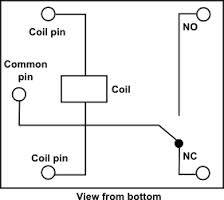 Coil pin
NO
Common
pin
Coil
Coil pin
NC
View from bottom